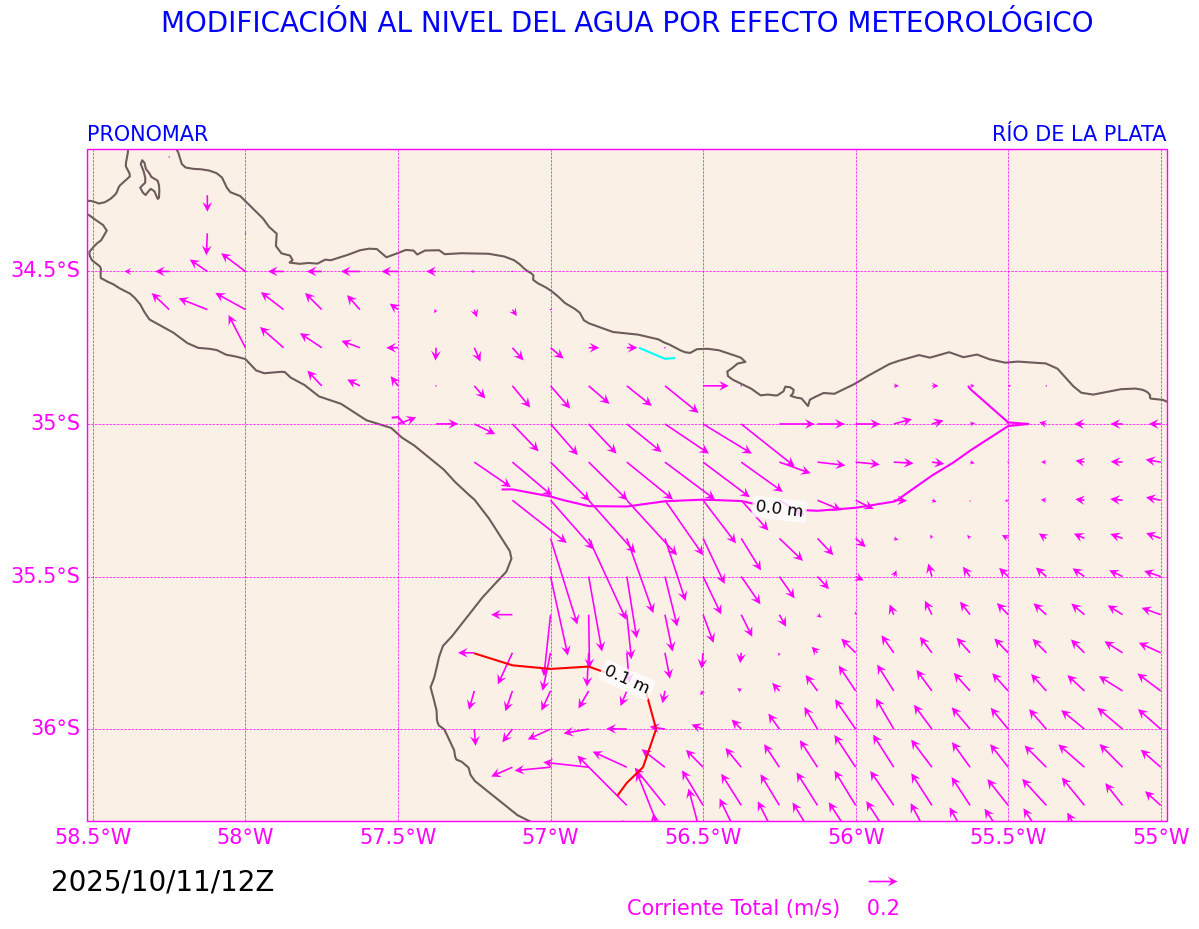 MODIFICACIÓN AL NIVEL DEL AGUA POR EFECTO METEOROLÓGICO
PRONOMAR
RÍO DE LA PLATA
34.5°S
35°S
0.0 m
35.5°S
0.1 m
36°S
58.5°W 58°W 57.5°W 57°W 56.5°W 56°W 55.5°W 55°W
2025/10/11/12Z
Corriente Total (m/s) 0.2